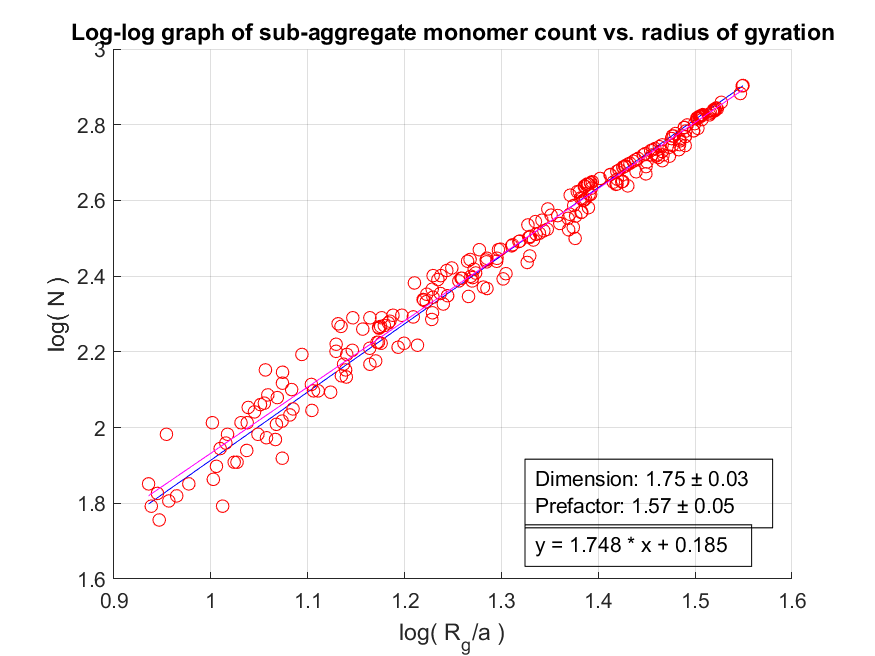 Log-log graph of sub-aggregate monomer count vs. radius of gyration
3
2.8
2.6
2.4
2.2
2
1.8
1.6
log( N )
Dimension: 1.75 ± 0.03
Prefactor: 1.57 ± 0.05
y = 1.748 * x + 0.185
0.9 1 1.1 1.2 1.3 1.4 1.5 1.6
log( R_g/a )